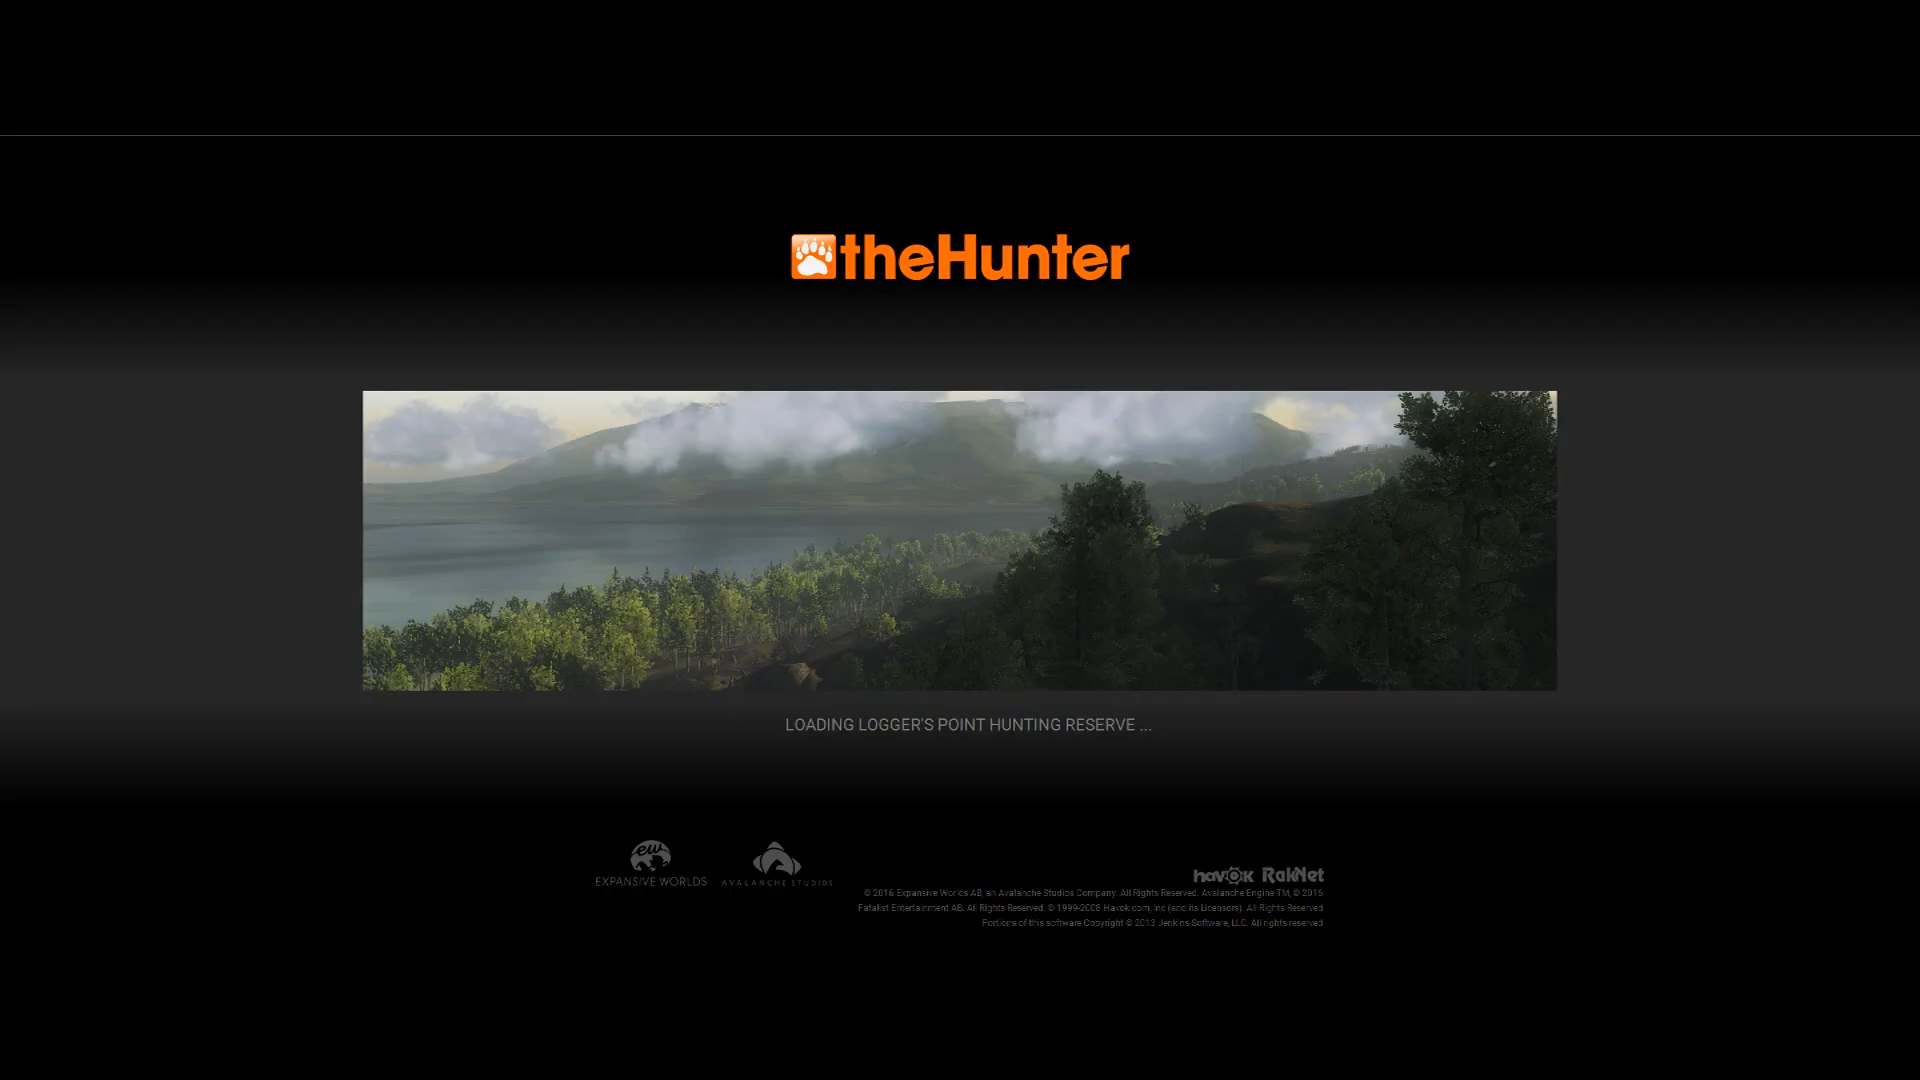 theHunter
LOADING LOGGER'S POINT HUNTING RESERVE ...
ew
EXPANSIVE WORLDS
AVALANCHE STUDIOS
havok RakNet
© 2016 Expansive Worlds AB, an Avalanche Studios Company. All Rights Reserved. Avalanche Engine TM, © 2015
Fatalist Entertainment AB. All Rights Reserved. © 1999-2008 Havok.com, Inc (and its Licensors). All Rights Reserved
Portions of this software Copyright © 2013 Jenkins Software, LLC. All rights reserved